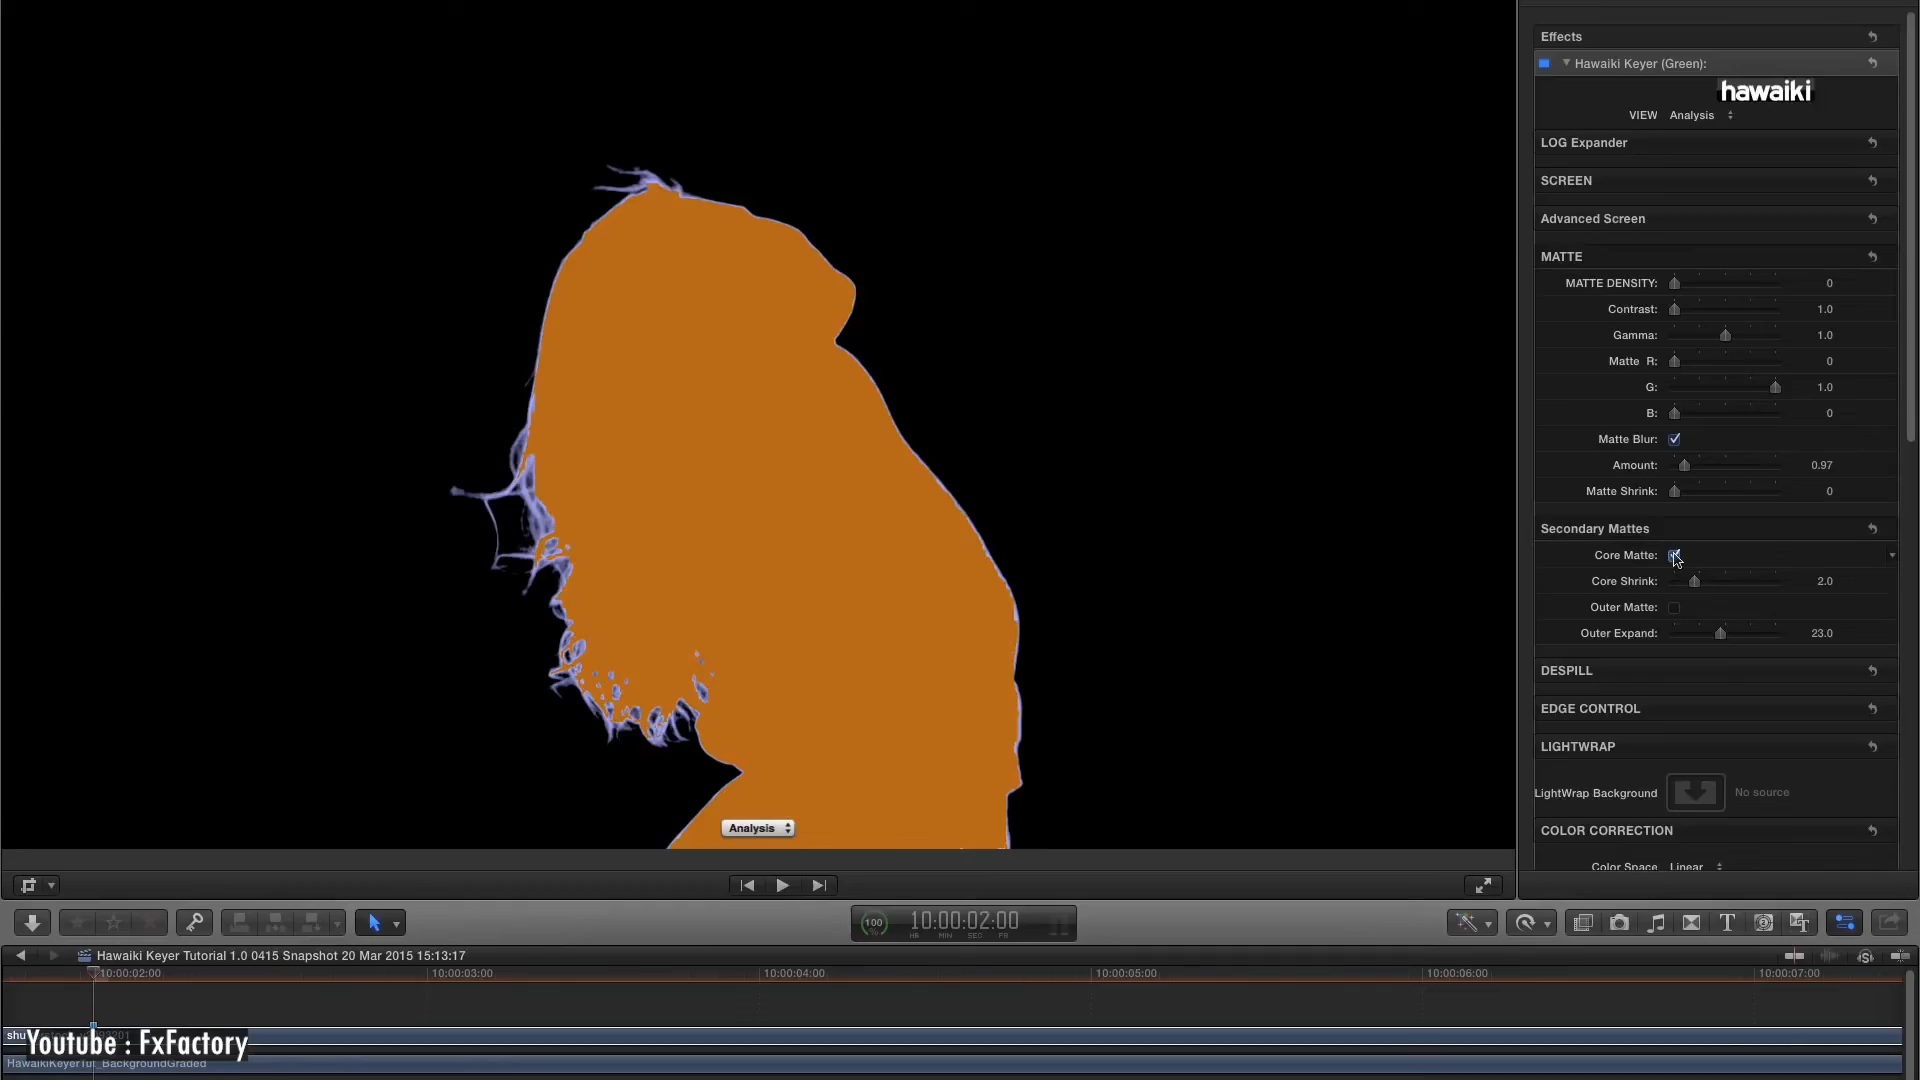 Effects
Hawaiki Keyer (Green):
hawaiki
VIEW Analysis
LOG Expander
SCREEN
Advanced Screen
MATTE
MATTE DENSITY: 0
Contrast: 1.0
Gamma: 1.0
Matte R: 0
G: 1.0
B: 0
Matte Blur:
Amount: 0.97
Matte Shrink: 0
Secondary Mattes
Core Matte:
Core Shrink: 2.0
Outer Matte:
Outer Expand: 23.0
DESPILL
EDGE CONTROL
LIGHTWRAP
LightWrap Background No source
COLOR CORRECTION
Color Space Linear
Analysis
100 %
10:00:02:00
HR MIN SEC FR
Hawaiki Keyer Tutorial 1.0 0415 Snapshot 20 Mar 2015 15:13:17
10:00:02:00 10:00:03:00 10:00:04:00 10:00:05:00 10:00:06:00 10:00:07:00
Youtube : FxFactory